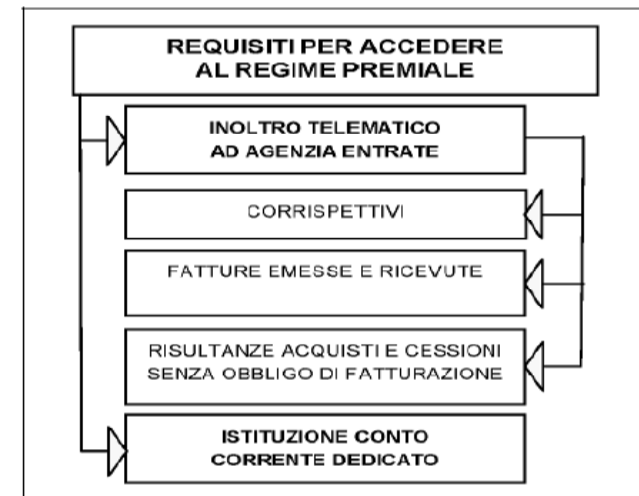 REQUISITI PER ACCEDERE
AL REGIME PREMIALE
INOLTRO TELEMATICO
AD AGENZIA ENTRATE
CORRISPETTIVI
FATTURE EMESSE E RICEVUTE
RISULTANZE ACQUISTI E CESSIONI
SENZA OBBLIGO DI FATTURAZIONE
ISTITUZIONE CONTO
CORRENTE DEDICATO